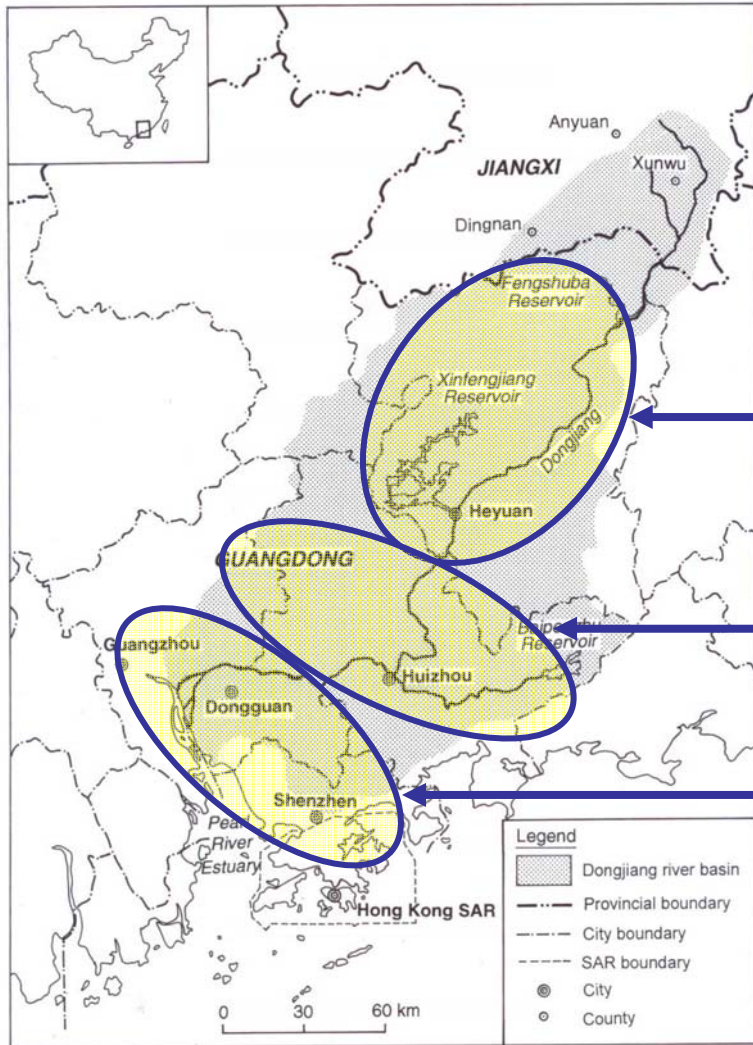 Anyuan
JIANGXI
Xunwu
Dingnan
Fengshuba
Reservoir
Xinfengjiang
Reservoir
Dongjiang
Heyuan
GUANGDONG
Reservoir
Guangzhou
Huizhou
Dongguan
Shenzhen
Pearl
River
Estuary
Hong Kong SAR
0 30 60 km
Legend
Dongjiang river basin
Provincial boundary
City boundary
SAR boundary
City
County